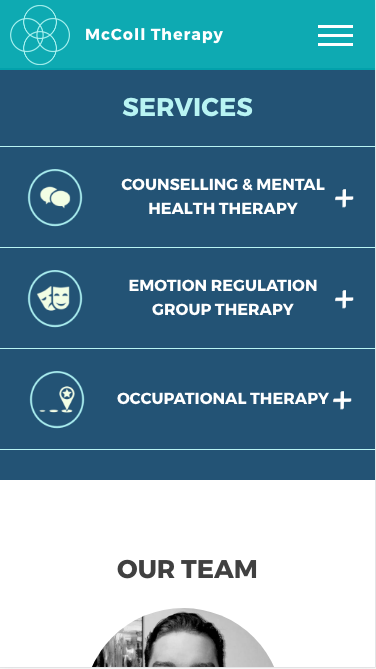 McColl Therapy
SERVICES
COUNSELLING & MENTAL
HEALTH THERAPY
EMOTION REGULATION
GROUP THERAPY
OCCUPATIONAL THERAPY
OUR TEAM